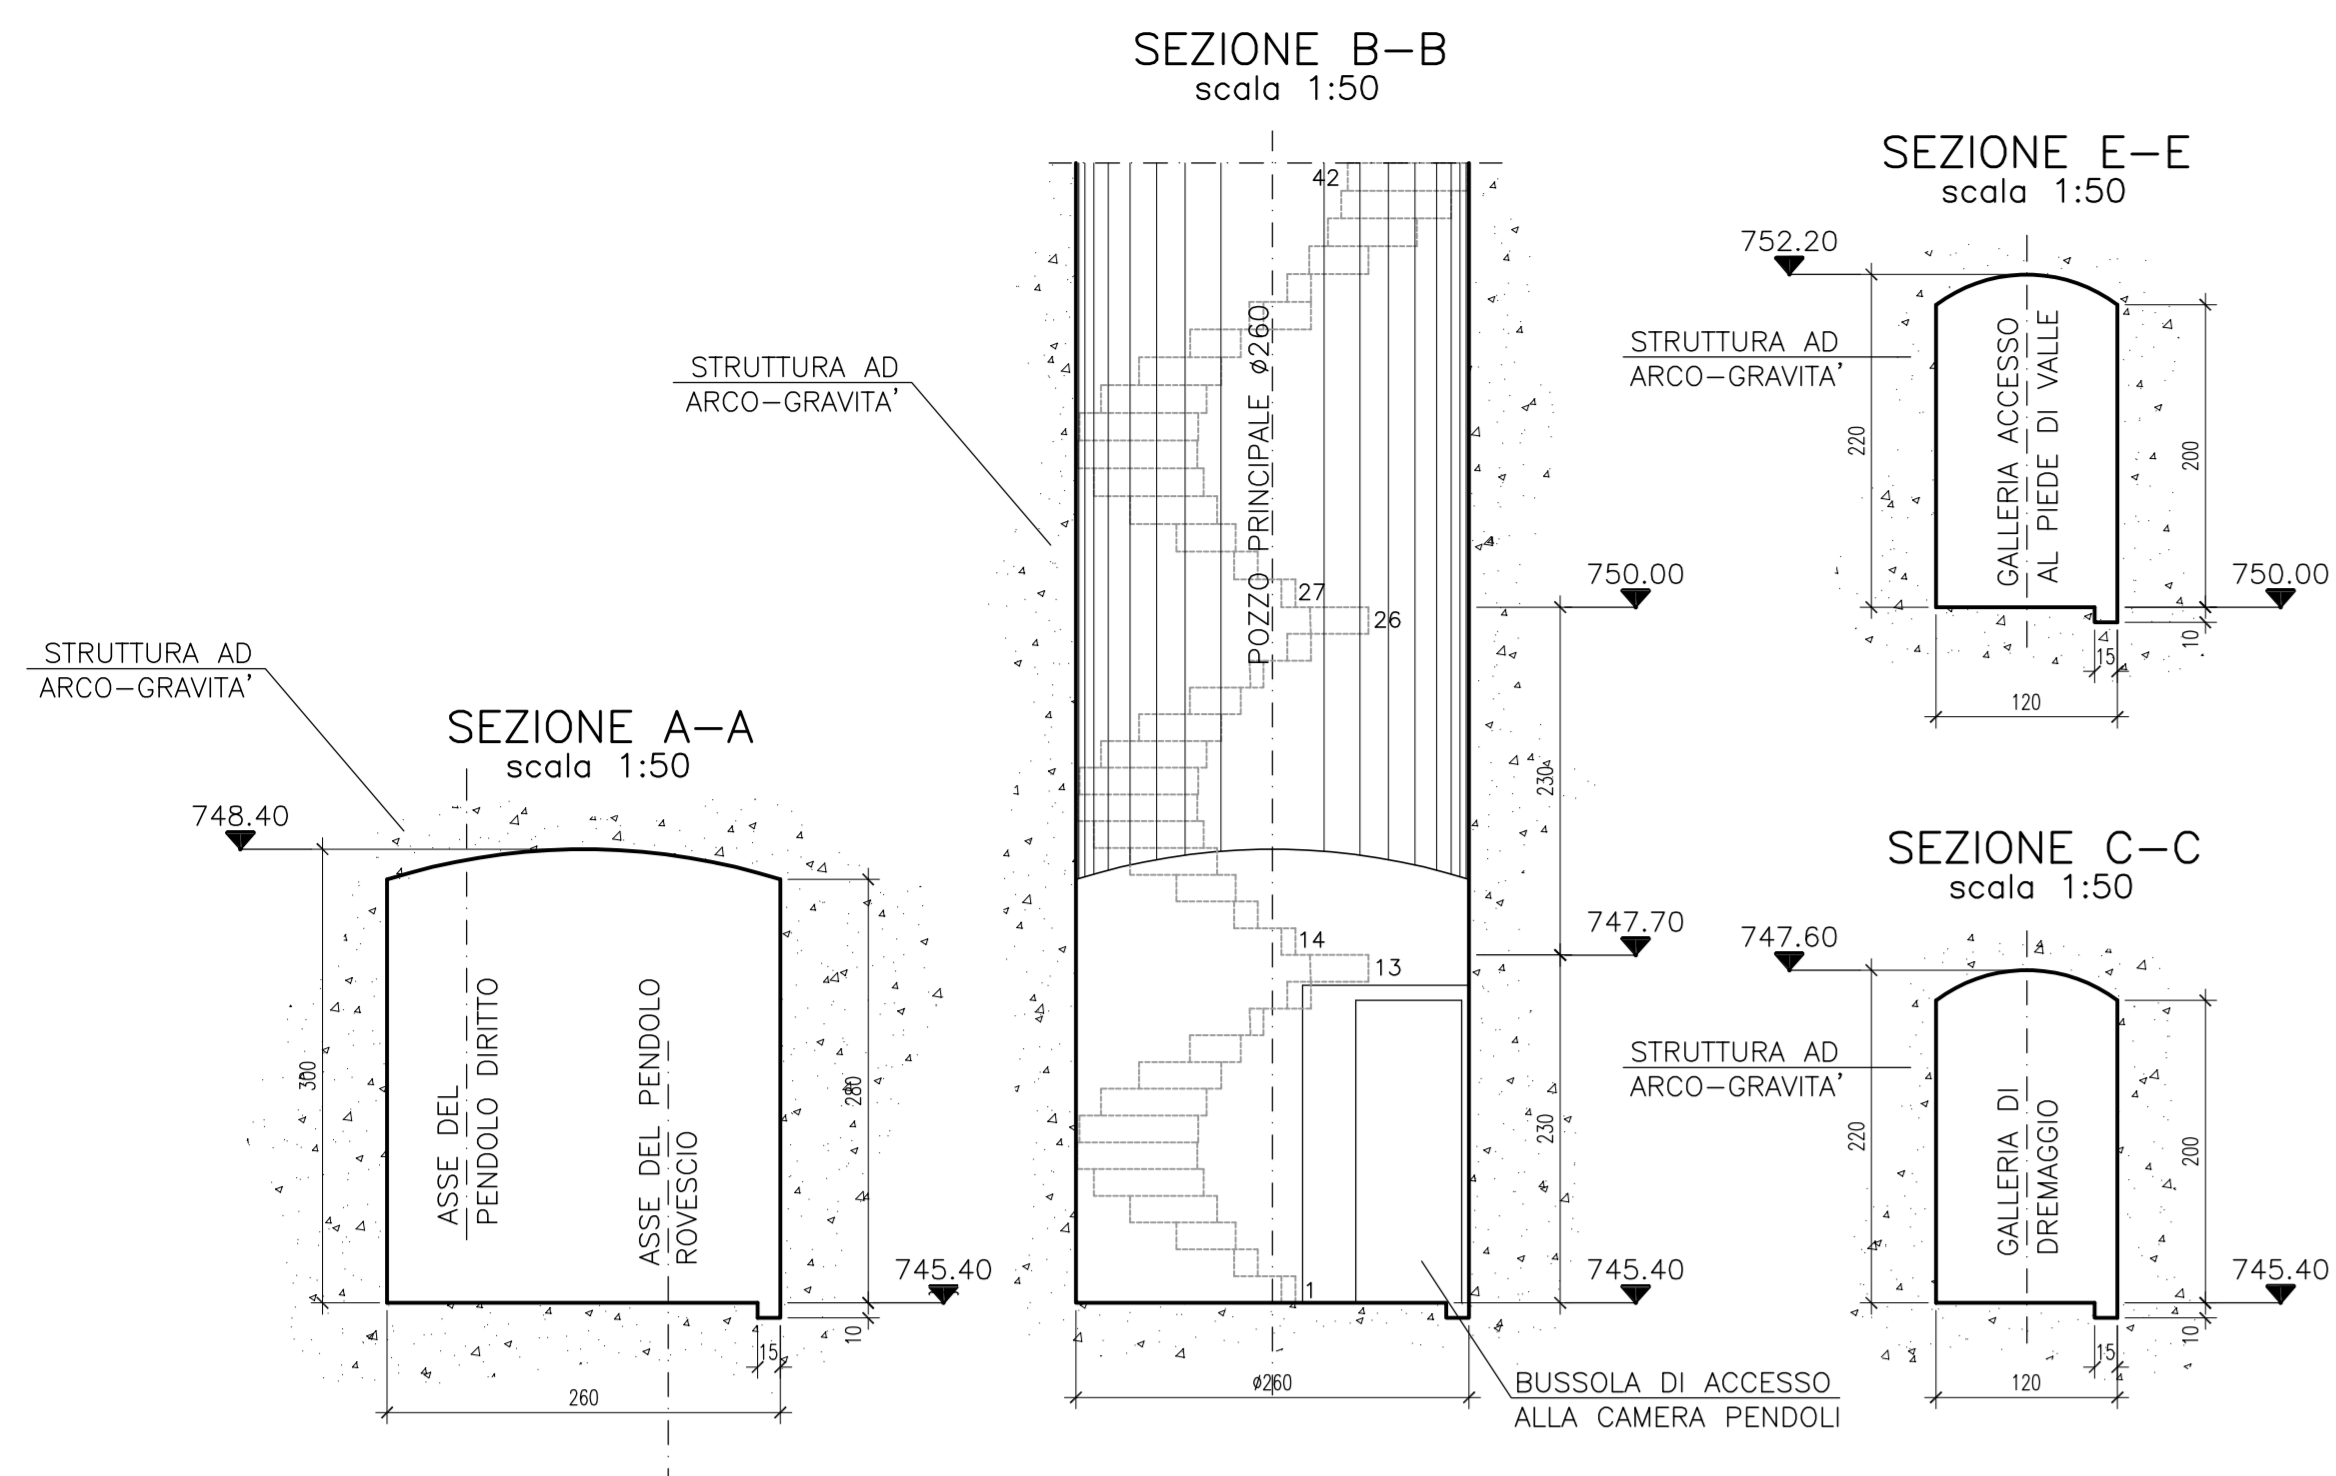 SEZIONE B-B
scala 1:50
42
POZZO PRINCIPALE ø260
STRUTTURA AD
ARCO-GRAVITA'
27
26
14
13
1
750.00
230
747.70
230
745.40
ø260
BUSSOLA DI ACCESSO
ALLA CAMERA PENDOLI
STRUTTURA AD
ARCO-GRAVITA'
SEZIONE A-A
scala 1:50
748.40
300
ASSE DEL
PENDOLO DIRITTO
ASSE DEL PENDOLO
ROVESCIO
280
745.40
10
15
260
SEZIONE E-E
scala 1:50
752.20
STRUTTURA AD
ARCO-GRAVITA'
220
GALLERIA ACCESSO
AL PIEDE DI VALLE
200
750.00
10
15
120
SEZIONE C-C
scala 1:50
747.60
STRUTTURA AD
ARCO-GRAVITA'
220
GALLERIA DI
DREMAGGIO
200
745.40
10
15
120